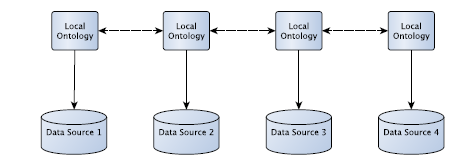 Local
Ontology
Local
Ontology
Local
Ontology
Local
Ontology
Data Source 1
Data Source 2
Data Source 3
Data Source 4